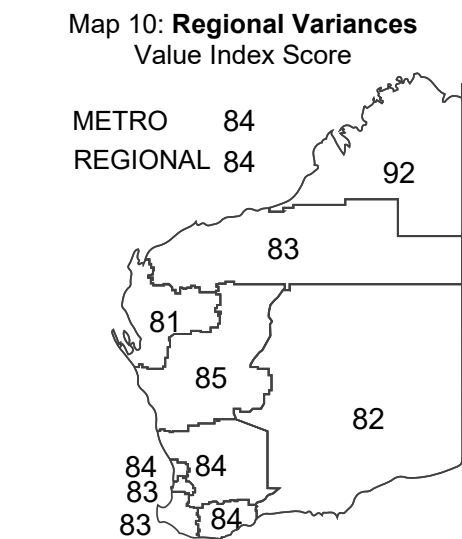 Map 10: Regional Variances
Value Index Score
METRO 84
REGIONAL 84
92
83
81
85
82
84 84
83
83 84